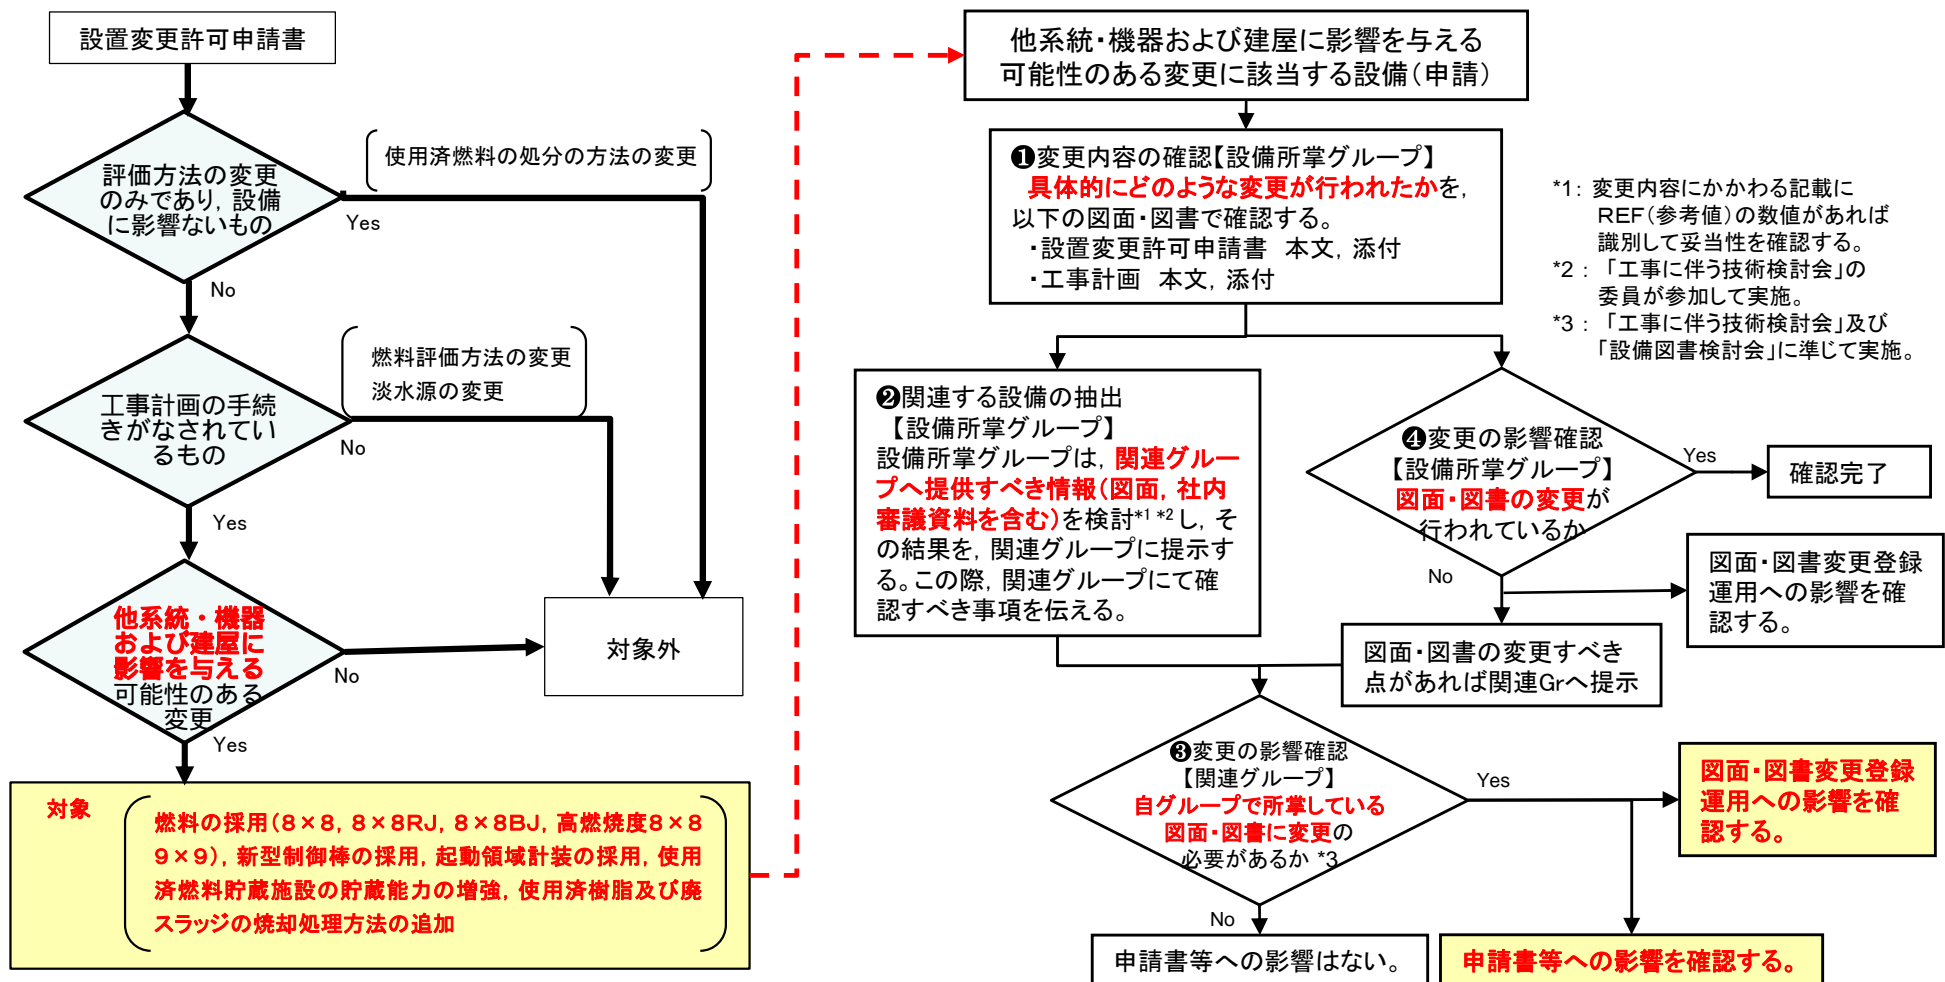 設置変更許可申請書
評価方法の変更
のみであり, 設備
に影響ないもの
使用済燃料の処分の方法の変更
Yes
No
工事計画の手続
きがなされてい
るもの
燃料評価方法の変更
淡水源の変更
No
Yes
他系統・機器
および建屋に
影響を与える
可能性のある
変更
No
Yes
対象外
対象
燃料の採用(8×8, 8×8RJ, 8×8BJ, 高燃焼度8×8
9×9), 新型制御棒の採用, 起動領域計装の採用, 使用
済燃料貯蔵施設の貯蔵能力の増強, 使用済樹脂及び廃
スラッジの焼却処理方法の追加
他系統・機器および建屋に影響を与える
可能性のある変更に該当する設備(申請)
❶変更内容の確認【設備所掌グループ】
具体的にどのような変更が行われたかを,
以下の図面・図書で確認する。
・設置変更許可申請書 本文, 添付
・工事計画 本文, 添付
*1: 変更内容にかかわる記載に
REF(参考値)の数値があれば
識別して妥当性を確認する。
*2 : 「工事に伴う技術検討会」の
委員が参加して実施。
*3 : 「工事に伴う技術検討会」及び
「設備図書検討会」に準じて実施。
❷関連する設備の抽出
【設備所掌グループ】
設備所掌グループは, 関連グルー
プへ提供すべき情報(図面, 社内
審議資料を含む)を検討*1 *2し, そ
の結果を, 関連グループに提示す
る。この際, 関連グループにて確
認すべき事項を伝える。
❹変更の影響確認
【設備所掌グループ】
図面・図書の変更が
行われているか
Yes
確認完了
No
図面・図書変更登録
運用への影響を確
認する。
図面・図書の変更すべき
点があれば関連Grへ提示
❸変更の影響確認
【関連グループ】
自グループで所掌している
図面・図書に変更の
必要があるか *3
Yes
図面・図書変更登録
運用への影響を確
認する。
No
申請書等への影響はない。
申請書等への影響を確認する。